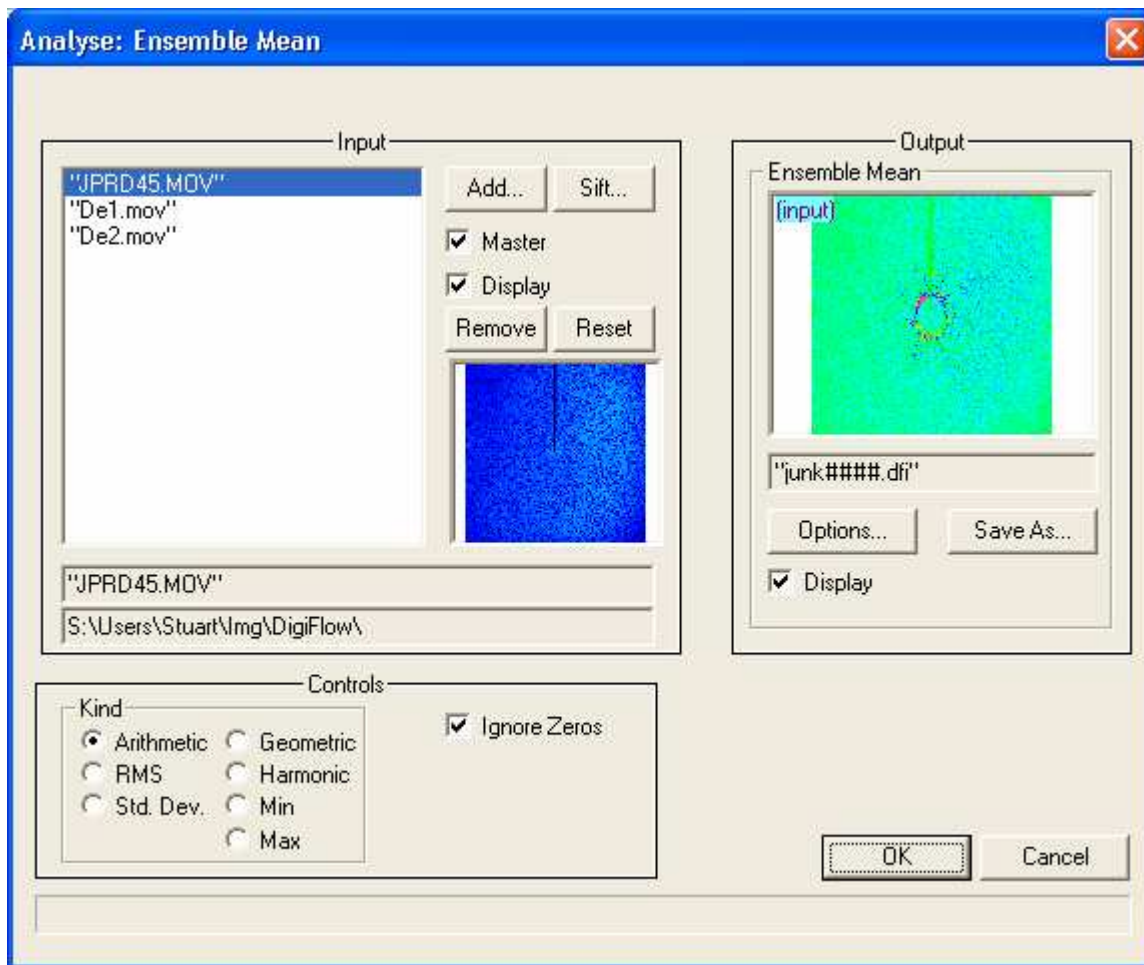 Analyse: Ensemble Mean
Input
"JPRD45.MOV"
"De1.mov"
"De2.mov"
Add... Sift...
Master
Display
Remove Reset
"JPRD45.MOV"
S:\Users\Stuart\Img\DigiFlow\
Output
Ensemble Mean
(input)
"junk####.dfi"
Options... Save As...
Display
Controls
Kind
Arithmetic Geometric
RMS Harmonic
Std. Dev. Min
Max
Ignore Zeros
OK Cancel